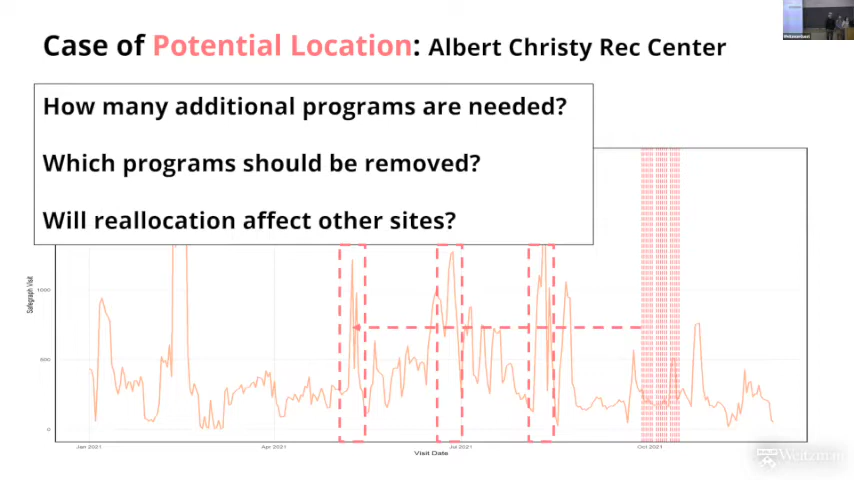 Case of Potential Location: Albert Christy Rec Center
How many additional programs are needed?
Which programs should be removed?
Will reallocation affect other sites?
Safegraph Visit
1000
500
0
Jan 2021
Apr 2021
Jul 2021
Oct 2021
Visit Date
Weitzman